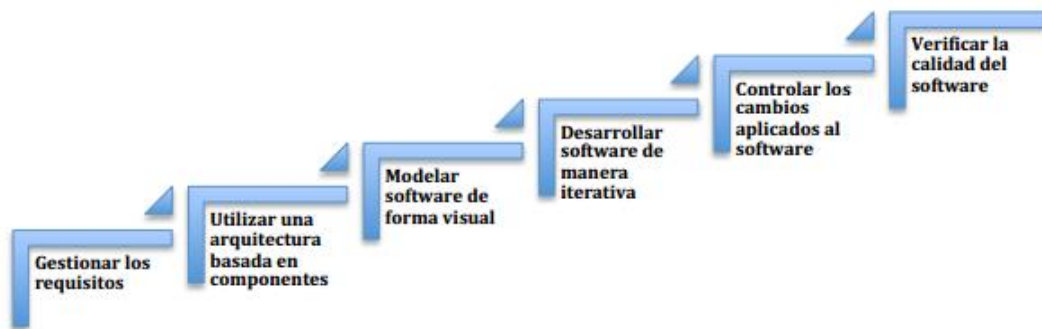 Gestionar los
requisitos
Utilizar una
arquitectura
basada en
componentes
Modelar
software de
forma visual
Desarrollar
software de
manera
iterativa
Controlar los
cambios
aplicados al
software
Verificar la
calidad del
software